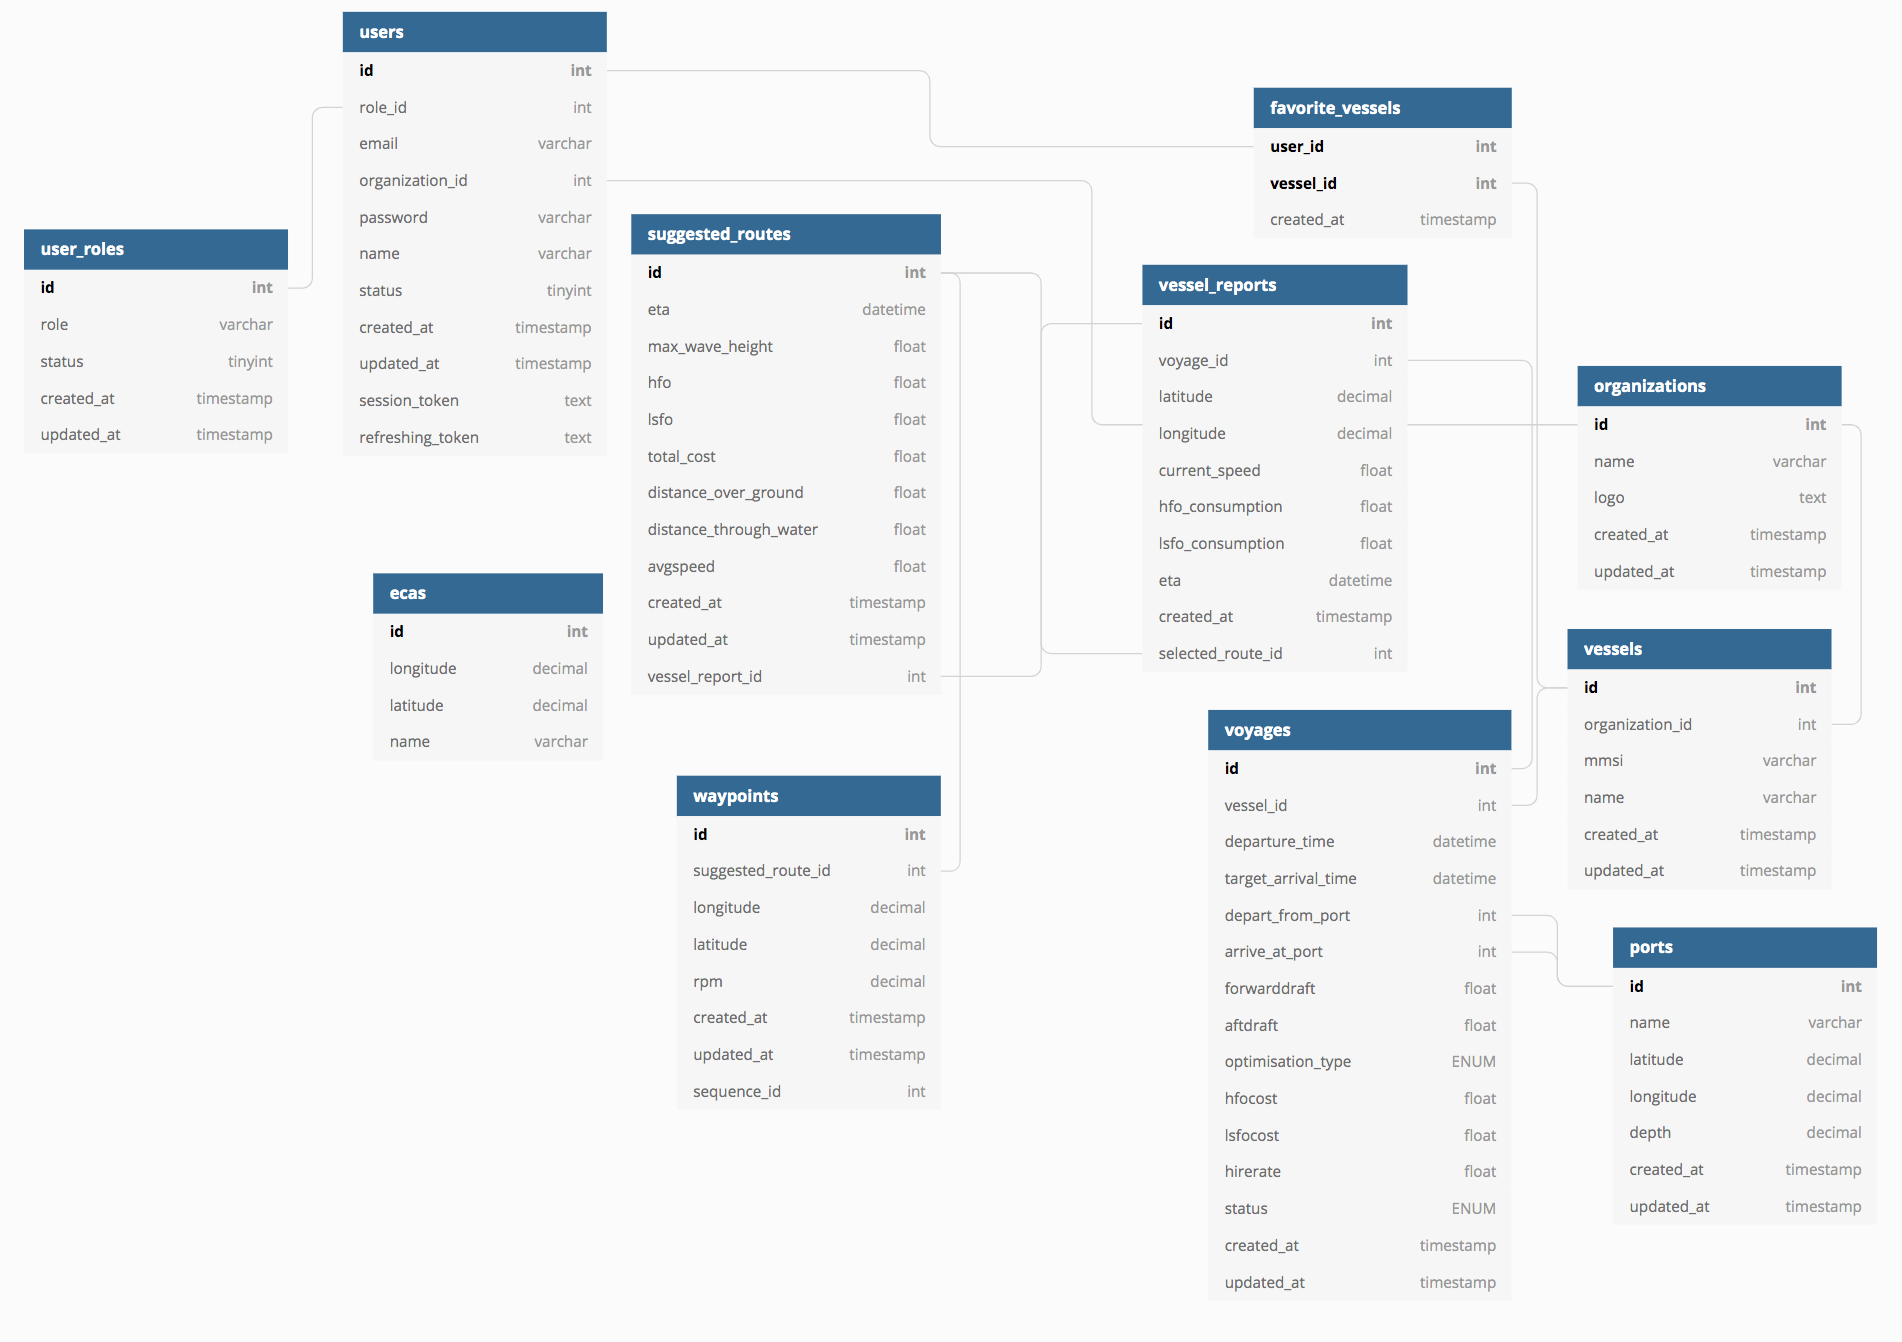 users
id int
role_id int
email varchar
organization_id int
password varchar
name varchar
status tinyint
created_at timestamp
updated_at timestamp
session_token text
refreshing_token text
user_roles
id int
role varchar
status tinyint
created_at timestamp
updated_at timestamp
suggested_routes
id int
eta datetime
max_wave_height float
hfo float
lsfo float
total_cost float
distance_over_ground float
distance_through_water float
avgspeed float
created_at timestamp
updated_at timestamp
vessel_report_id int
favorite_vessels
user_id int
vessel_id int
created_at timestamp
vessel_reports
id int
voyage_id int
latitude decimal
longitude decimal
current_speed float
hfo_consumption float
lsfo_consumption float
eta datetime
created_at timestamp
selected_route_id int
organizations
id int
name varchar
logo text
created_at timestamp
updated_at timestamp
ecas
id int
longitude decimal
latitude decimal
name varchar
vessels
id int
organization_id int
mmsi varchar
name varchar
created_at timestamp
updated_at timestamp
waypoints
id int
suggested_route_id int
longitude decimal
latitude decimal
rpm decimal
created_at timestamp
updated_at timestamp
sequence_id int
voyages
id int
vessel_id int
departure_time datetime
target_arrival_time datetime
depart_from_port int
arrive_at_port int
forwarddraft float
aftdraft float
optimisation_type ENUM
hfocost float
lsfocost float
hirerate float
status ENUM
created_at timestamp
updated_at timestamp
ports
id int
name varchar
latitude decimal
longitude decimal
depth decimal
created_at timestamp
updated_at timestamp